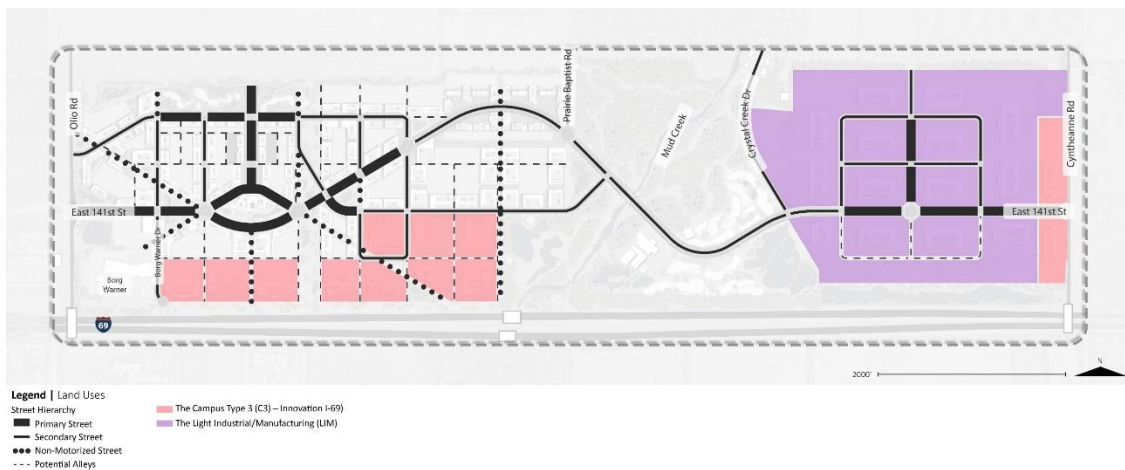 Olio Rd
Prairie Baptist Rd
Mud Creek
Crystal Creek Dr
Cyntheanne Rd
East 141st St
East 141st St
Borg Warner Dr
Borg
Warner
69
2000'
N
Legend | Land Uses
Street Hierarchy
Primary Street
Secondary Street
Non-Motorized Street
Potential Alleys
The Campus Type 3 (C3) – Innovation I-69)
The Light Industrial/Manufacturing (LIM)